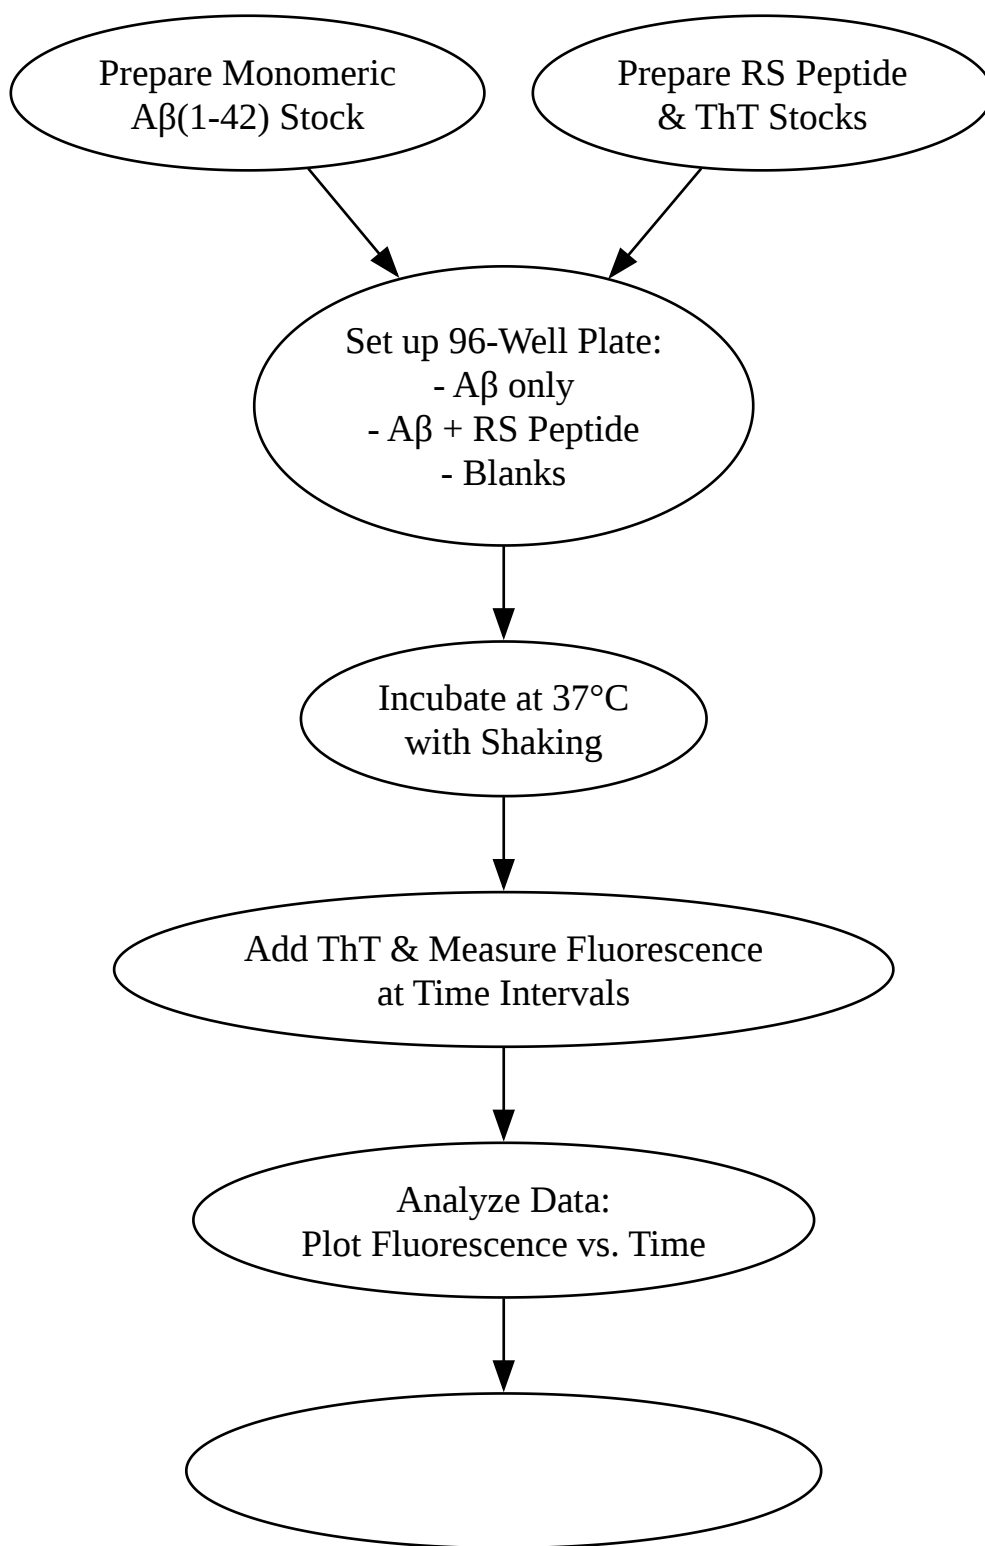 Prepare Monomeric
Aβ(1-42) Stock
Prepare RS Peptide
& ThT Stocks
Set up 96-Well Plate:
- Aβ only
- Aβ + RS Peptide
- Blanks
Incubate at 37°C
with Shaking
Add ThT & Measure Fluorescence
at Time Intervals
Analyze Data:
Plot Fluorescence vs. Time